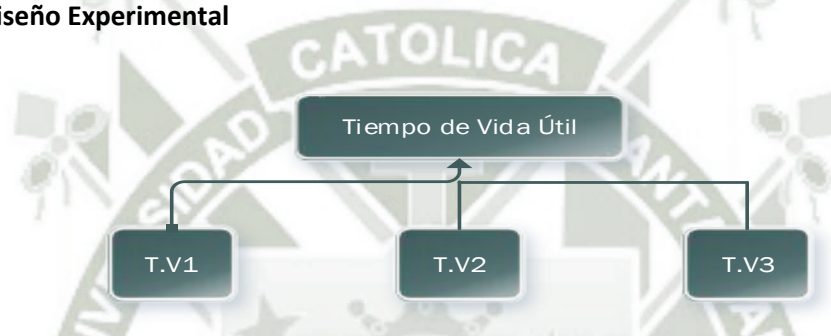 iseño Experimental
CATOLICA
Tiempo de Vida Útil
T.V1
T.V2
T.V3